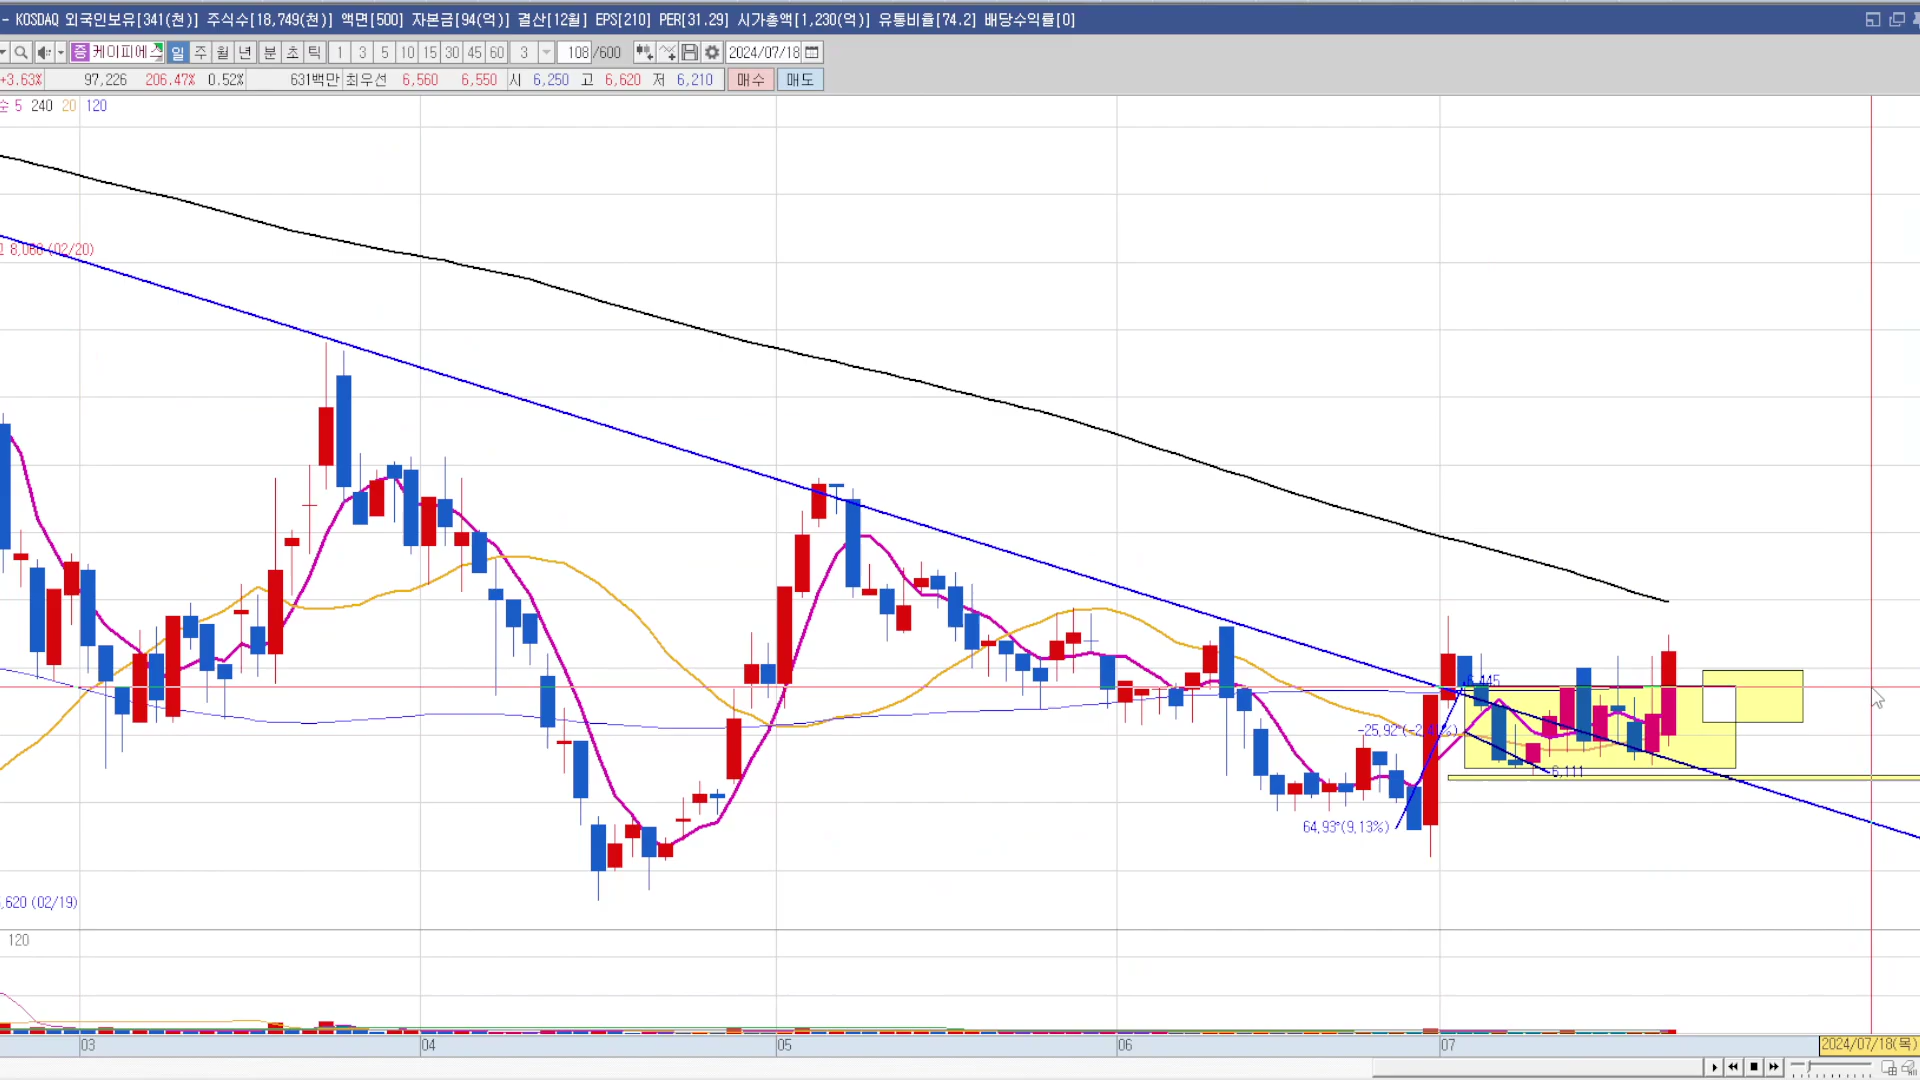 - KOSDAQ 외국인보유[341(천)] 주식수[18,749(천)] 액면[500] 자본금[94(억)] 결산[12월] EPS[210] PER[31.29] 시가총액[1,230(억)] 유통비율[74.2] 배당수익률[0]
증 케이피에스 일 주 월 년 분 초 틱 1 3 5 10 15 30 45 60 3 108 /600 2024/07/18
+3.63% 97,226 206.47% 0.52% 631백만 최우선 6,560 6,550 시 6,250 고 6,620 저 6,210 매수 매도
순 5 240 20 120
8,080 (02/20)
6,445
-25.92°
6,111
64.93°(9.13%)
,620 (02/19)
120
03 04 05 06 07 2024/07/18(목)